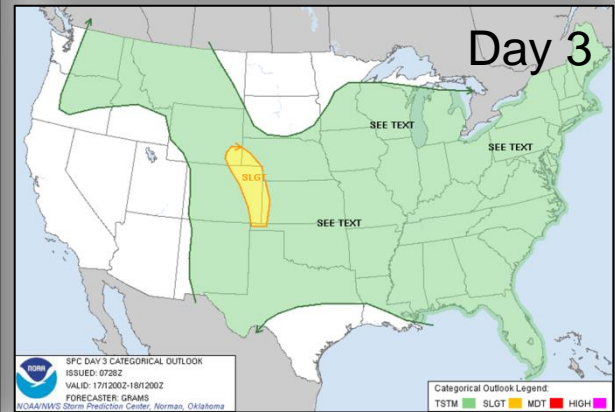 Day 3
SEE TEXT
SEE TEXT
SLGT
SEE TEXT
NOAA
SPC DAY 3 CATEGORICAL OUTLOOK
ISSUED: 0728Z
VALID: 17/1200Z-18/1200Z
FORECASTER: GRAMS
NOAA/NWS Storm Prediction Center, Norman, Oklahoma
Categorical Outlook Legend:
TSTM SLGT MDT HIGH